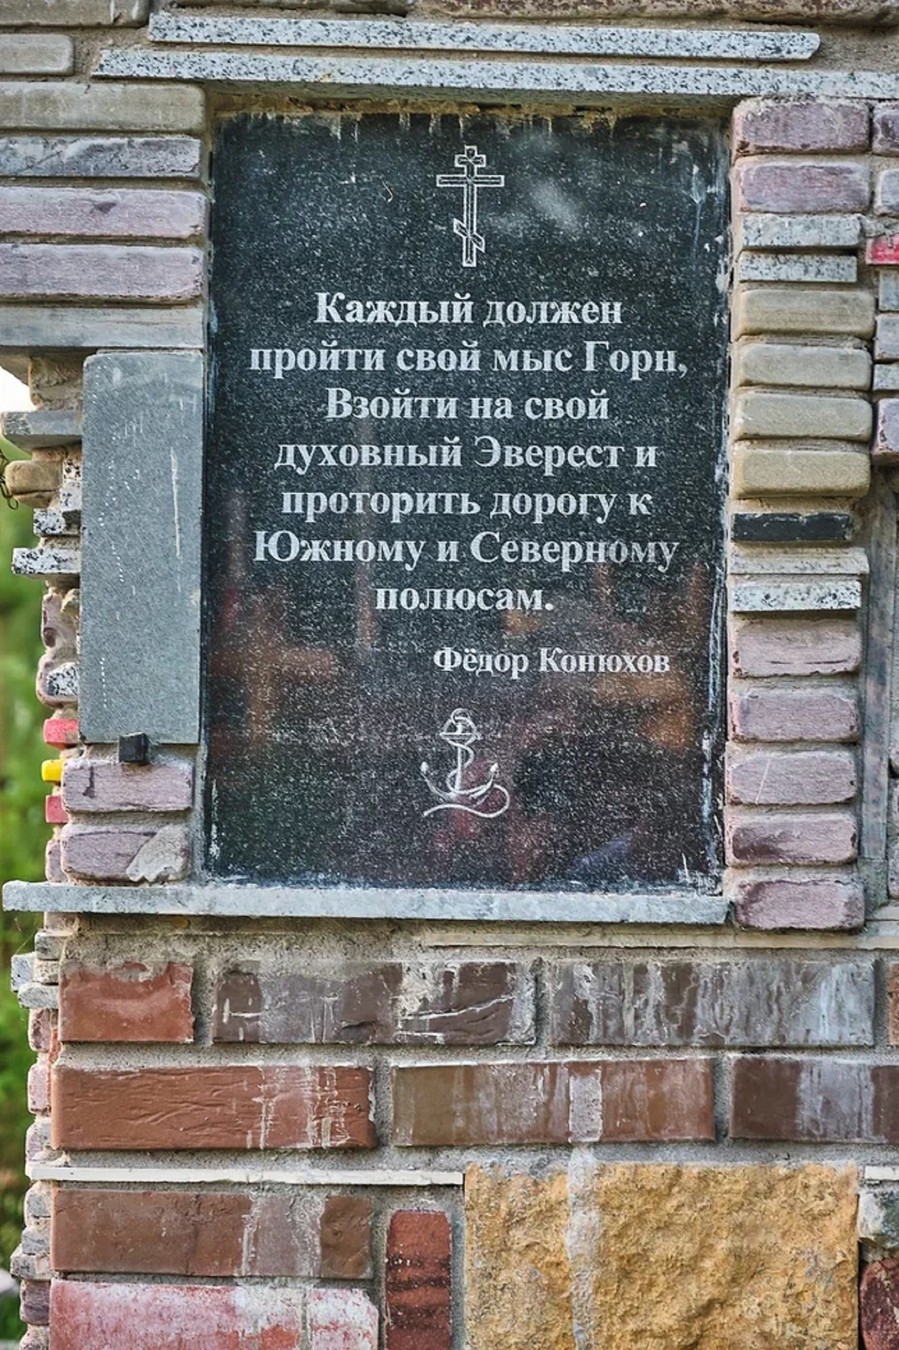 Каждый должен
пройти свой мыс Горн,
Взойти на свой
духовный Эверест и
проторить дорогу к
Южному и Северному
полюсам.
Фёдор Конюхов